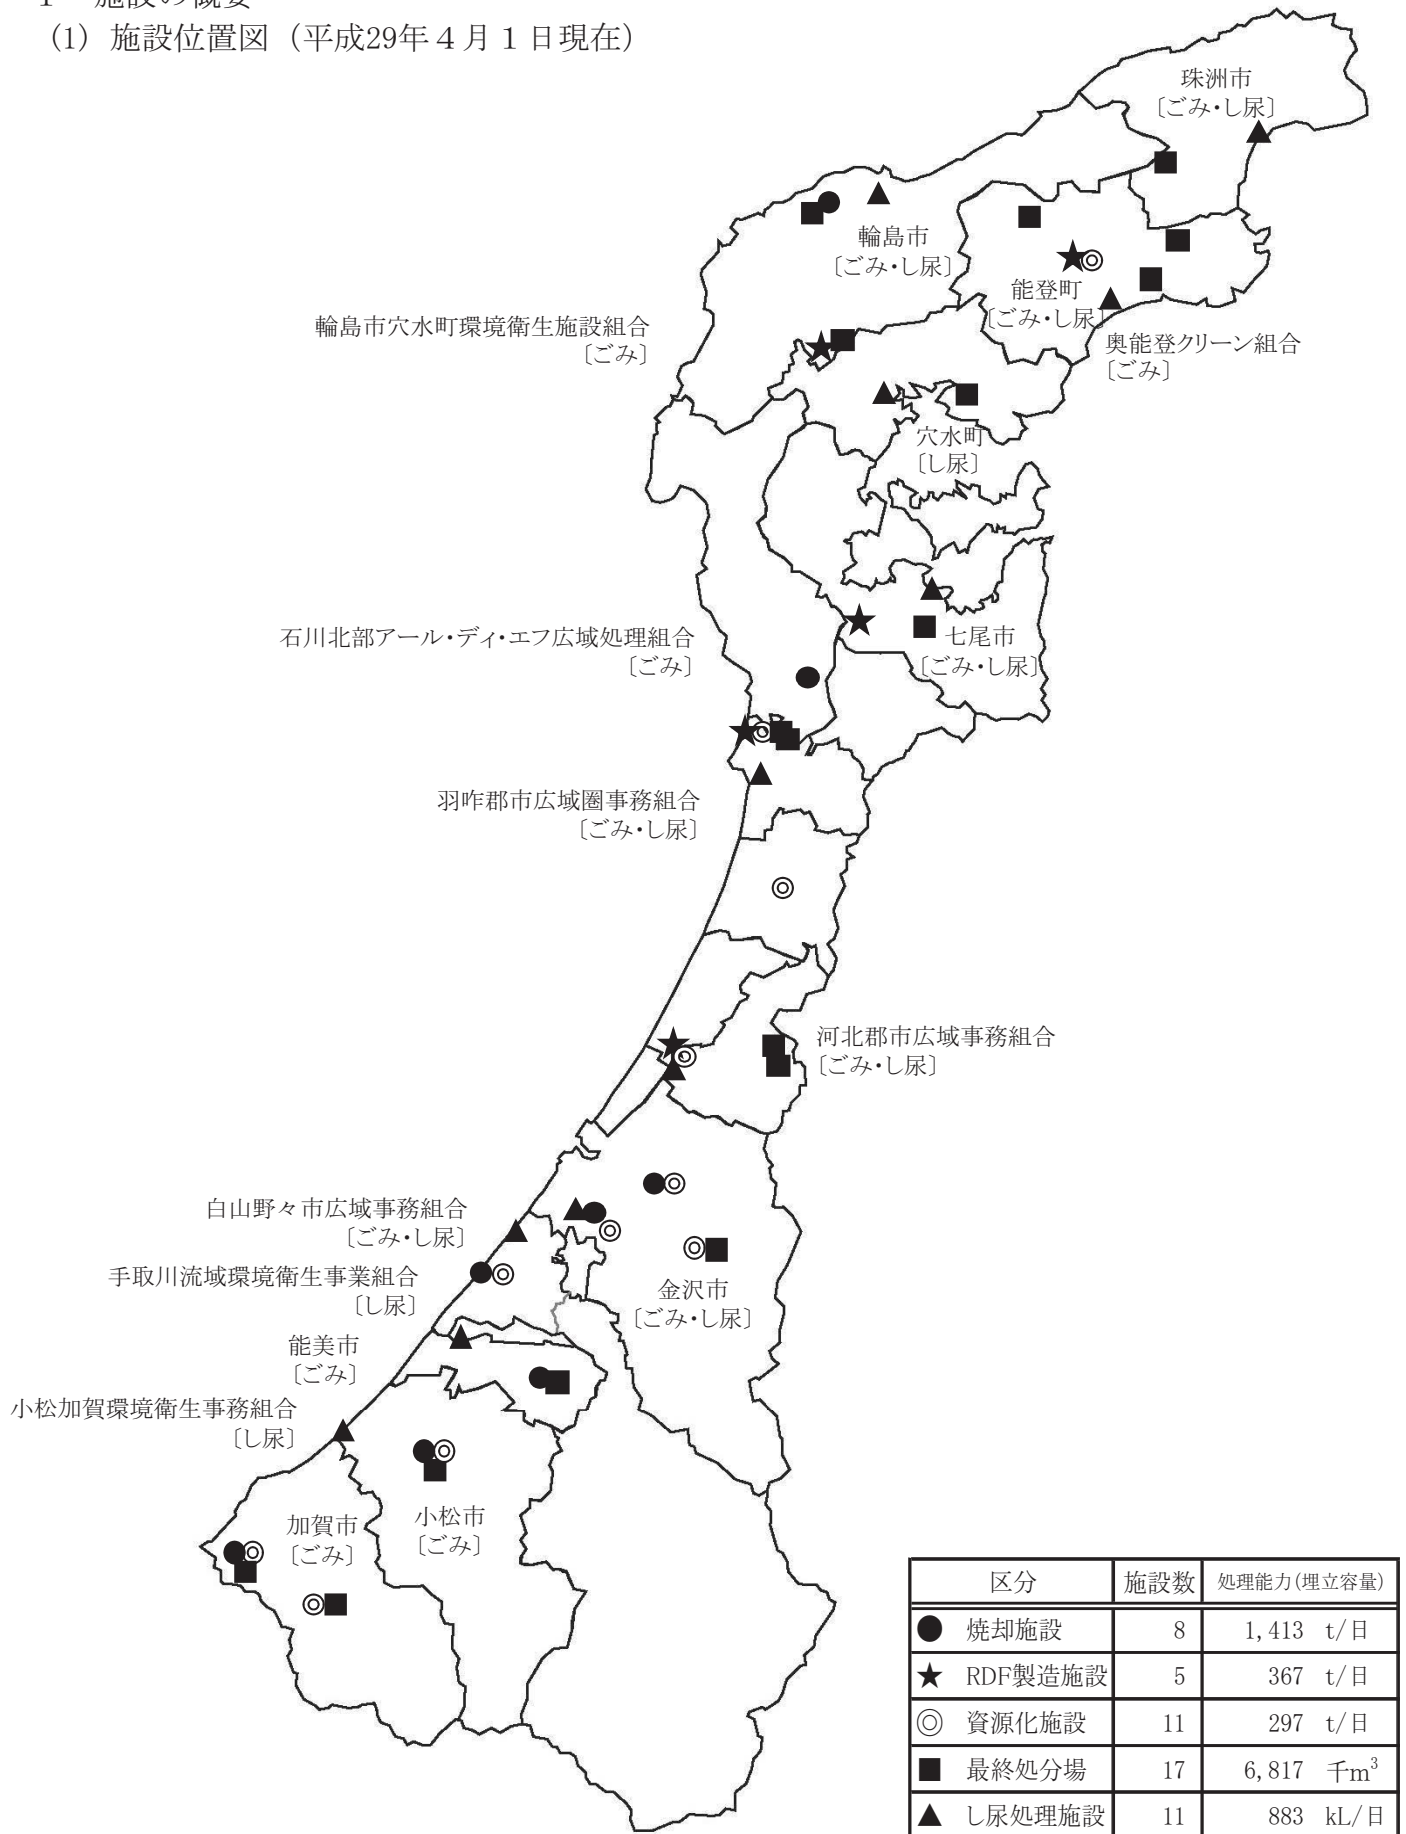 1 施設の概要
(1) 施設位置図（平成29年４月１日現在）
珠洲市
〔ごみ・し尿〕
輪島市
〔ごみ・し尿〕
能登町
〔ごみ・し尿〕
輪島市穴水町環境衛生施設組合
〔ごみ〕
奥能登クリーン組合
〔ごみ〕
穴水町
〔し尿〕
石川北部アール・ディ・エフ広域処理組合
〔ごみ〕
七尾市
〔ごみ・し尿〕
羽咋郡市広域圏事務組合
〔ごみ・し尿〕
河北郡市広域事務組合
〔ごみ・し尿〕
白山野々市広域事務組合
〔ごみ・し尿〕
手取川流域環境衛生事業組合
〔し尿〕
金沢市
〔ごみ・し尿〕
能美市
〔ごみ〕
小松加賀環境衛生事務組合
〔し尿〕
加賀市
〔ごみ〕
小松市
〔ごみ〕
区分 施設数 処理能力(埋立容量)
● 焼却施設 8 1,413 t/日
★ RDF製造施設 5 367 t/日
◎ 資源化施設 11 297 t/日
■ 最終処分場 17 6,817 千m³
▲ し尿処理施設 11 883 kL/日